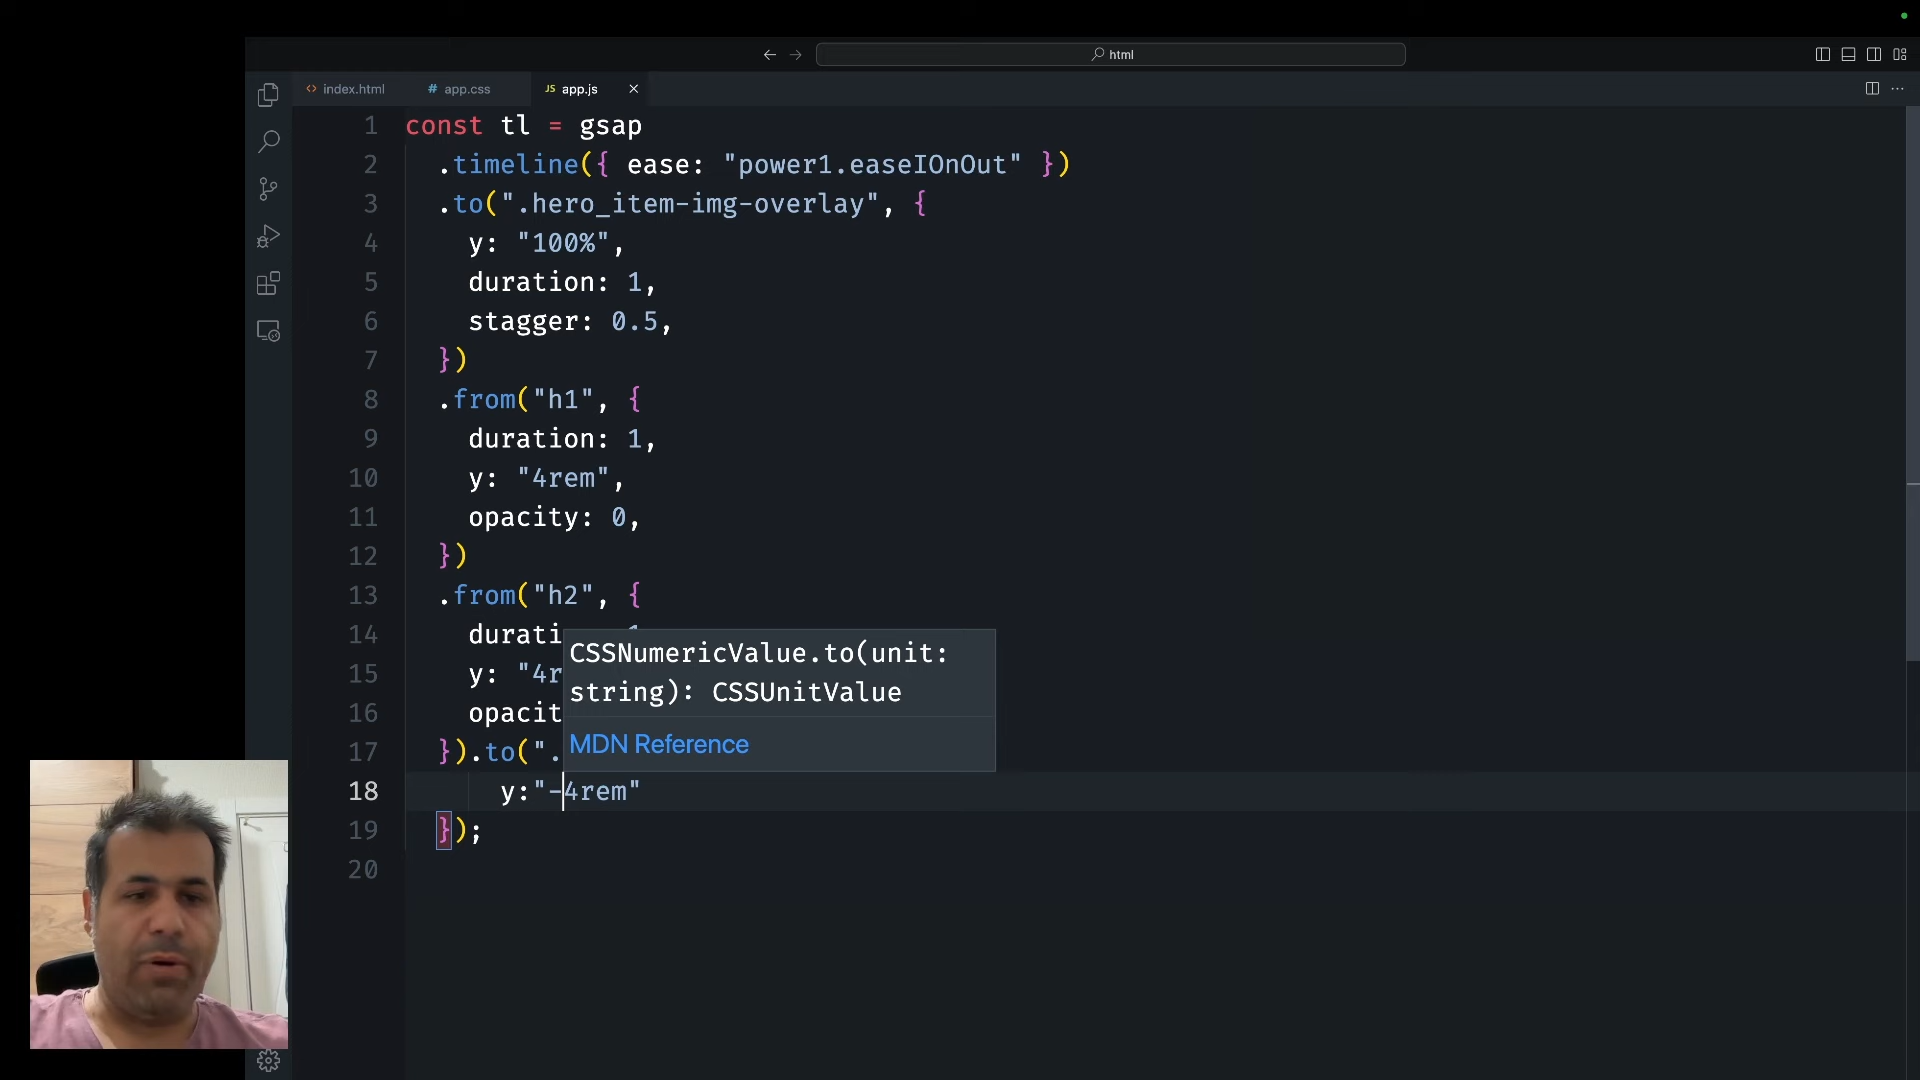 html
index.html
# app.css
JS app.js
1 const tl = gsap
2 .timeline({ ease: "power1.easeIOnOut" })
3 .to(".hero_item-img-overlay", {
4 y: "100%",
5 duration: 1,
6 stagger: 0.5,
7 })
8 .from("h1", {
9 duration: 1,
10 y: "4rem",
11 opacity: 0,
12 })
13 .from("h2", {
14 durati
15 y: "4r
16 opacit
17 }).to(".
18 y:"-4rem"
19 });
20
CSSNumericValue.to(unit:
string): CSSUnitValue
MDN Reference